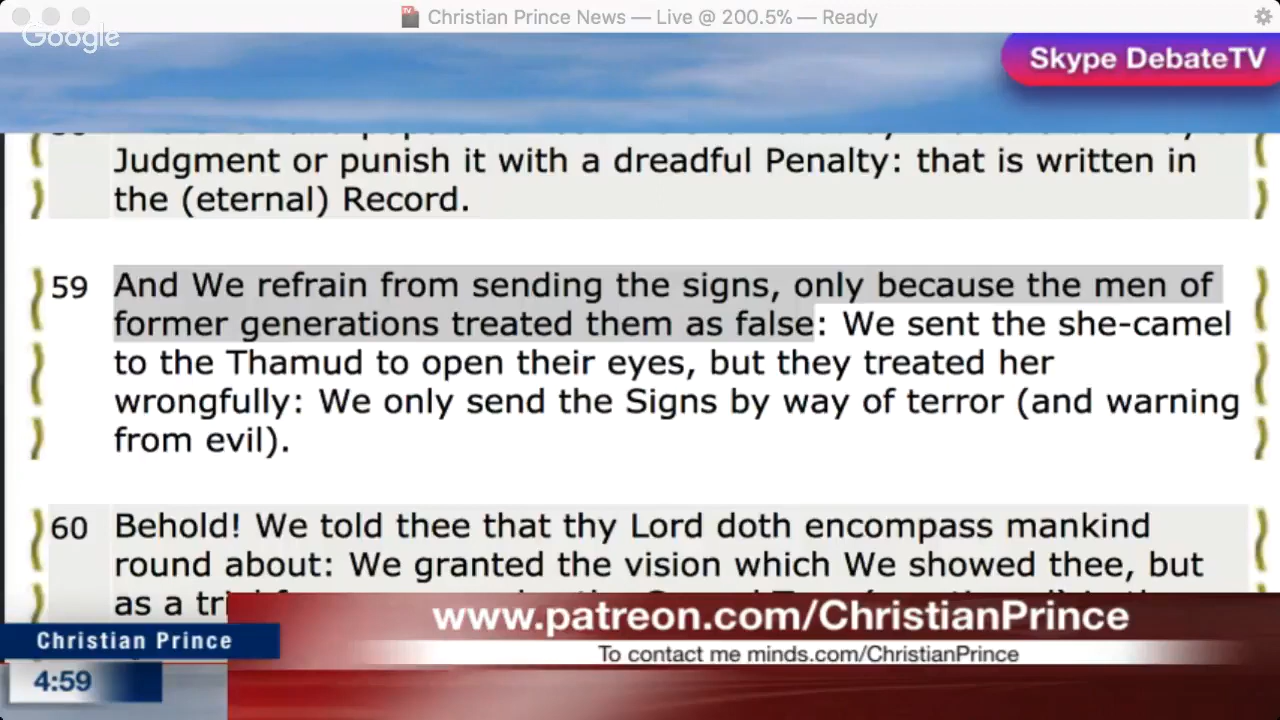 Christian Prince News — Live @ 200.5% — Ready
Google
Skype DebateTV
Judgment or punish it with a dreadful Penalty: that is written in
the (eternal) Record.
59 And We refrain from sending the signs, only because the men of
former generations treated them as false: We sent the she-camel
to the Thamud to open their eyes, but they treated her
wrongfully: We only send the Signs by way of terror (and warning
from evil).
60 Behold! We told thee that thy Lord doth encompass mankind
round about: We granted the vision which We showed thee, but
as a
www.patreon.com/ChristianPrince
Christian Prince
To contact me minds.com/ChristianPrince
4:59